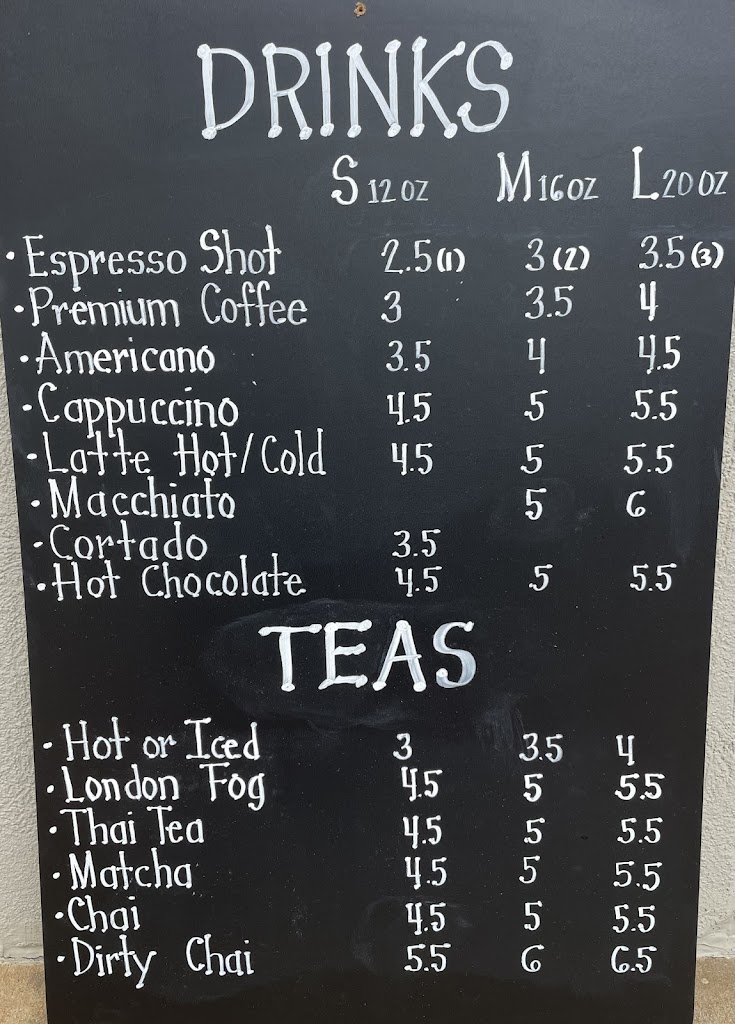 DRINKS
S 12 OZ M 16 OZ L 20 OZ
• Espresso Shot 2.5 (1) 3 (2) 3.5 (3)
• Premium Coffee 3 3.5 4
• Americano 3.5 4 4.5
• Cappuccino 4.5 5 5.5
• Latte Hot/Cold 4.5 5 5.5
• Macchiato 5 6
• Cortado 3.5
• Hot Chocolate 4.5 5 5.5
TEAS
• Hot or Iced 3 3.5 4
• London Fog 4.5 5 5.5
• Thai Tea 4.5 5 5.5
• Matcha 4.5 5 5.5
• Chai 4.5 5 5.5
• Dirty Chai 5.5 6 6.5